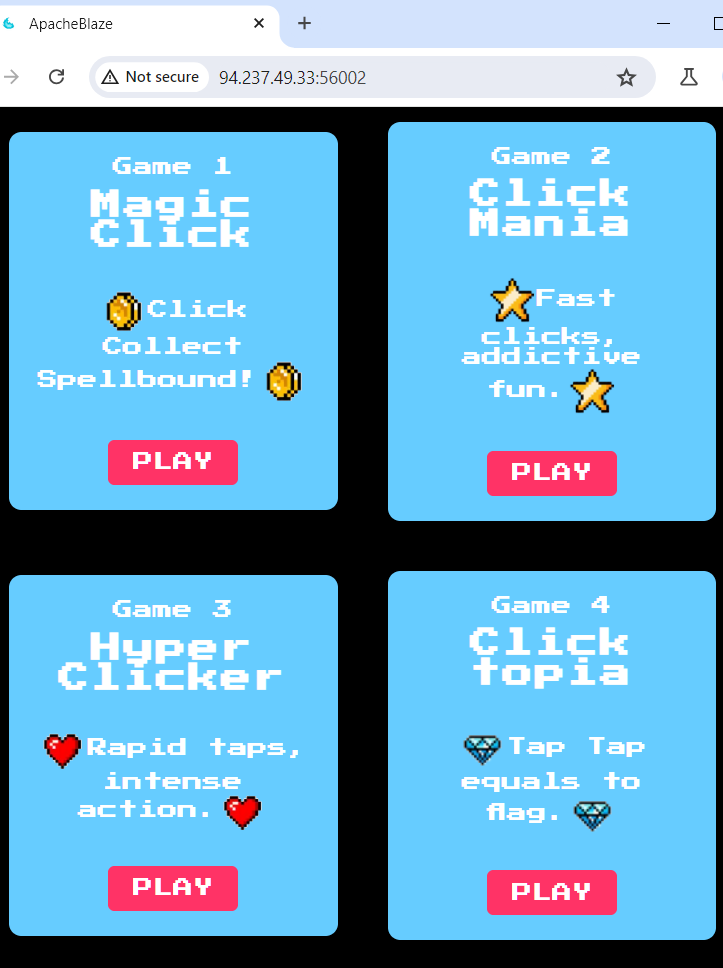 ApacheBlaze
Not secure
94.237.49.33:56002
Game 1
Magic
Click
Click
Collect
Spellbound!
PLAY
Game 2
Click
Mania
Fast
clicks,
addictive
fun.
PLAY
Game 3
Hyper
Clicker
Rapid taps,
intense
action.
PLAY
Game 4
Click
topia
Tap Tap
equals to
flag.
PLAY